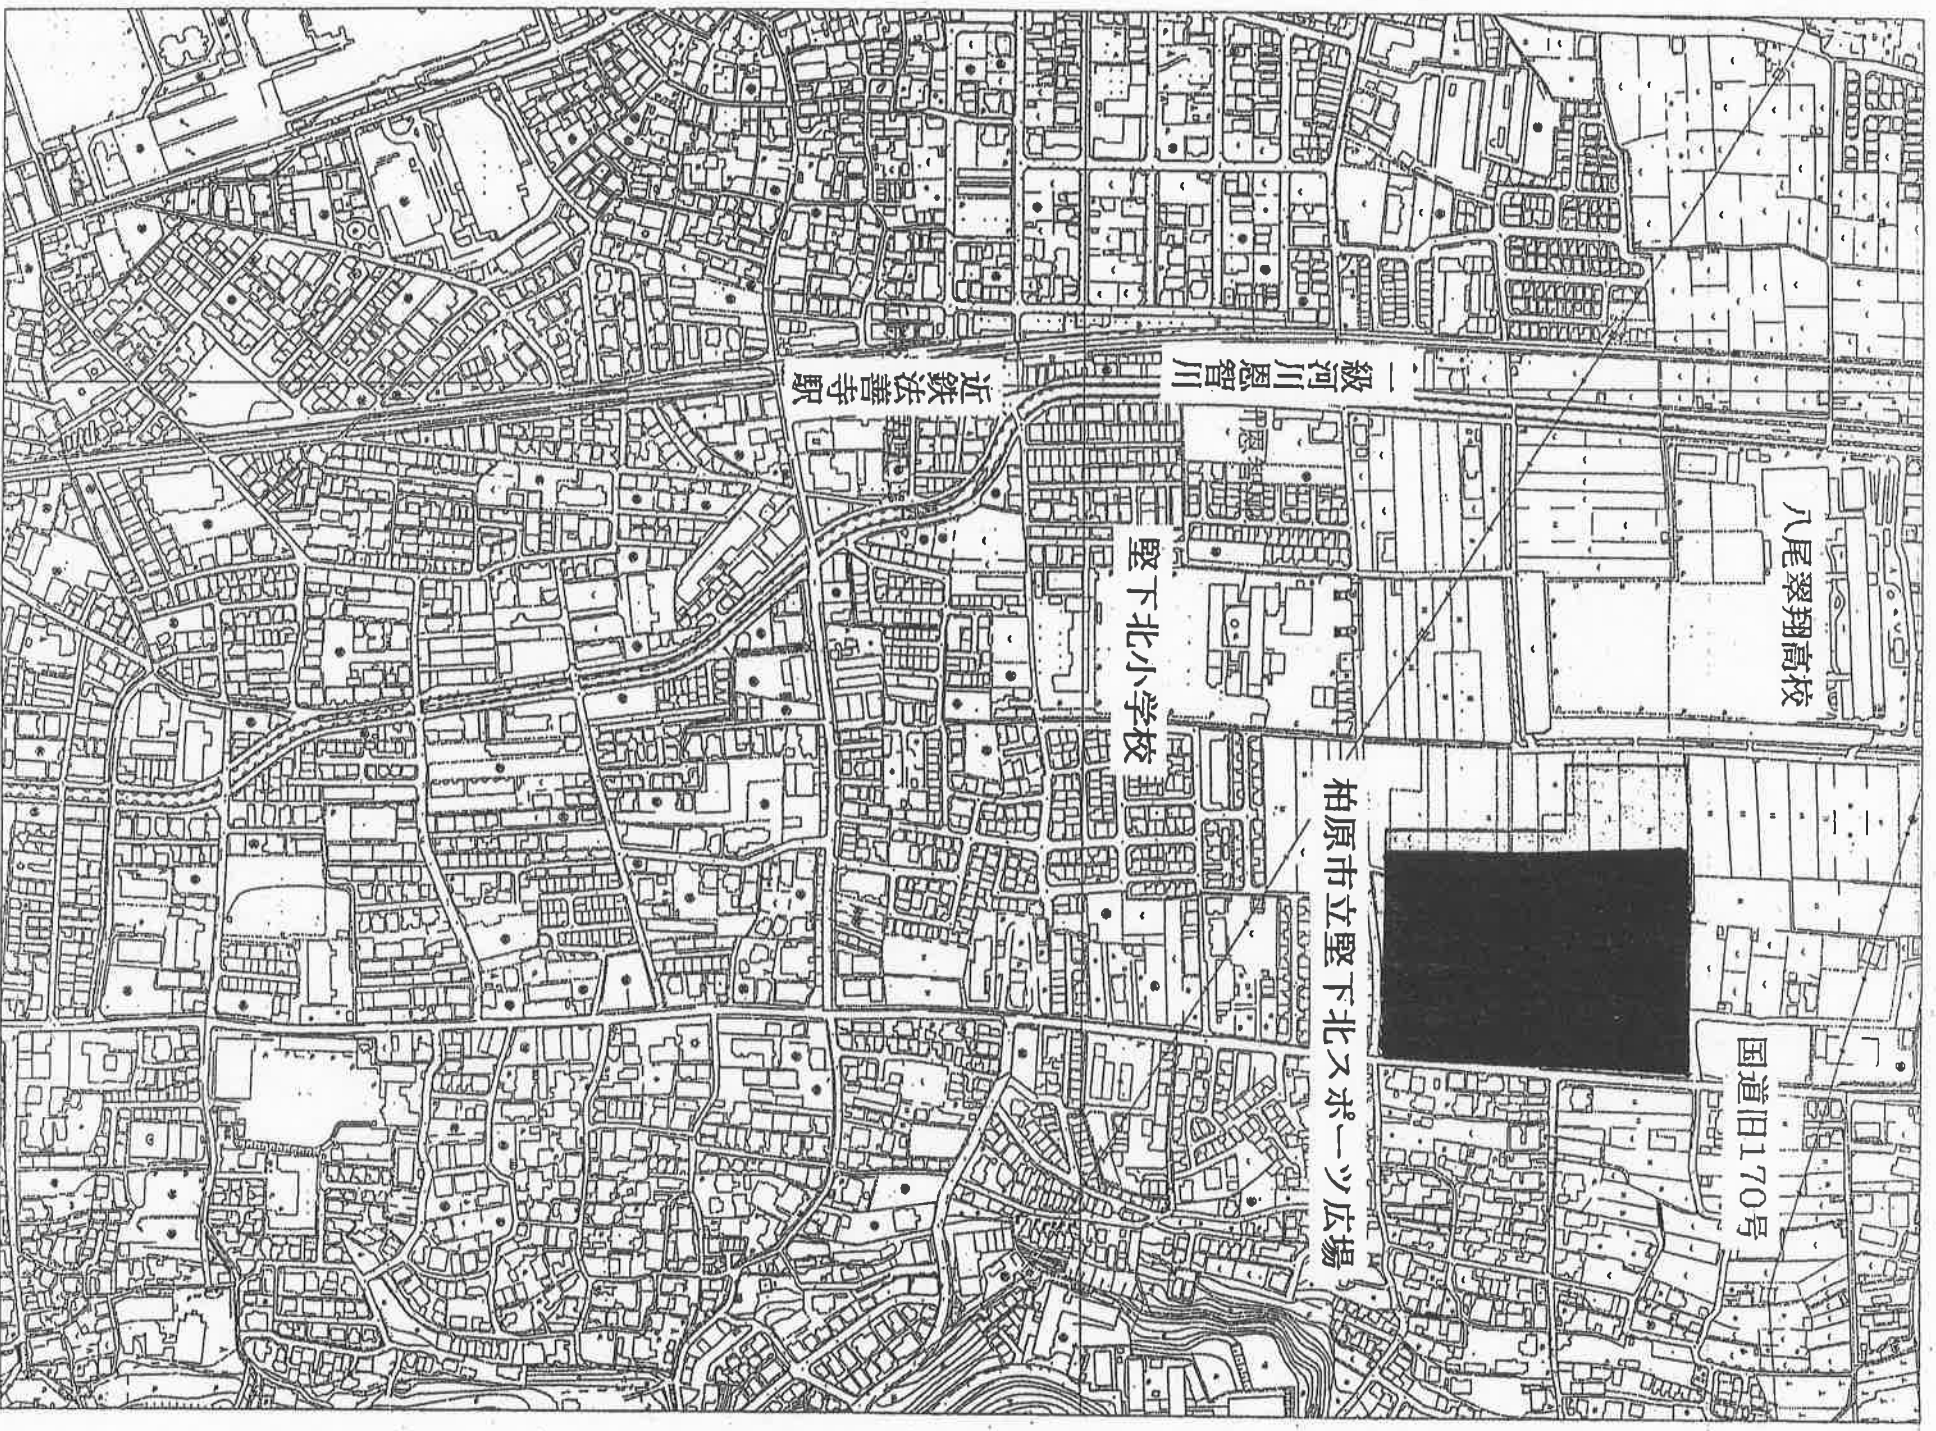 八尾翠翔高校
国道旧170号
一級河川恩智川
柏原市立堅下北スポーツ広場
堅下北小学校
近鉄法善寺駅
恩智